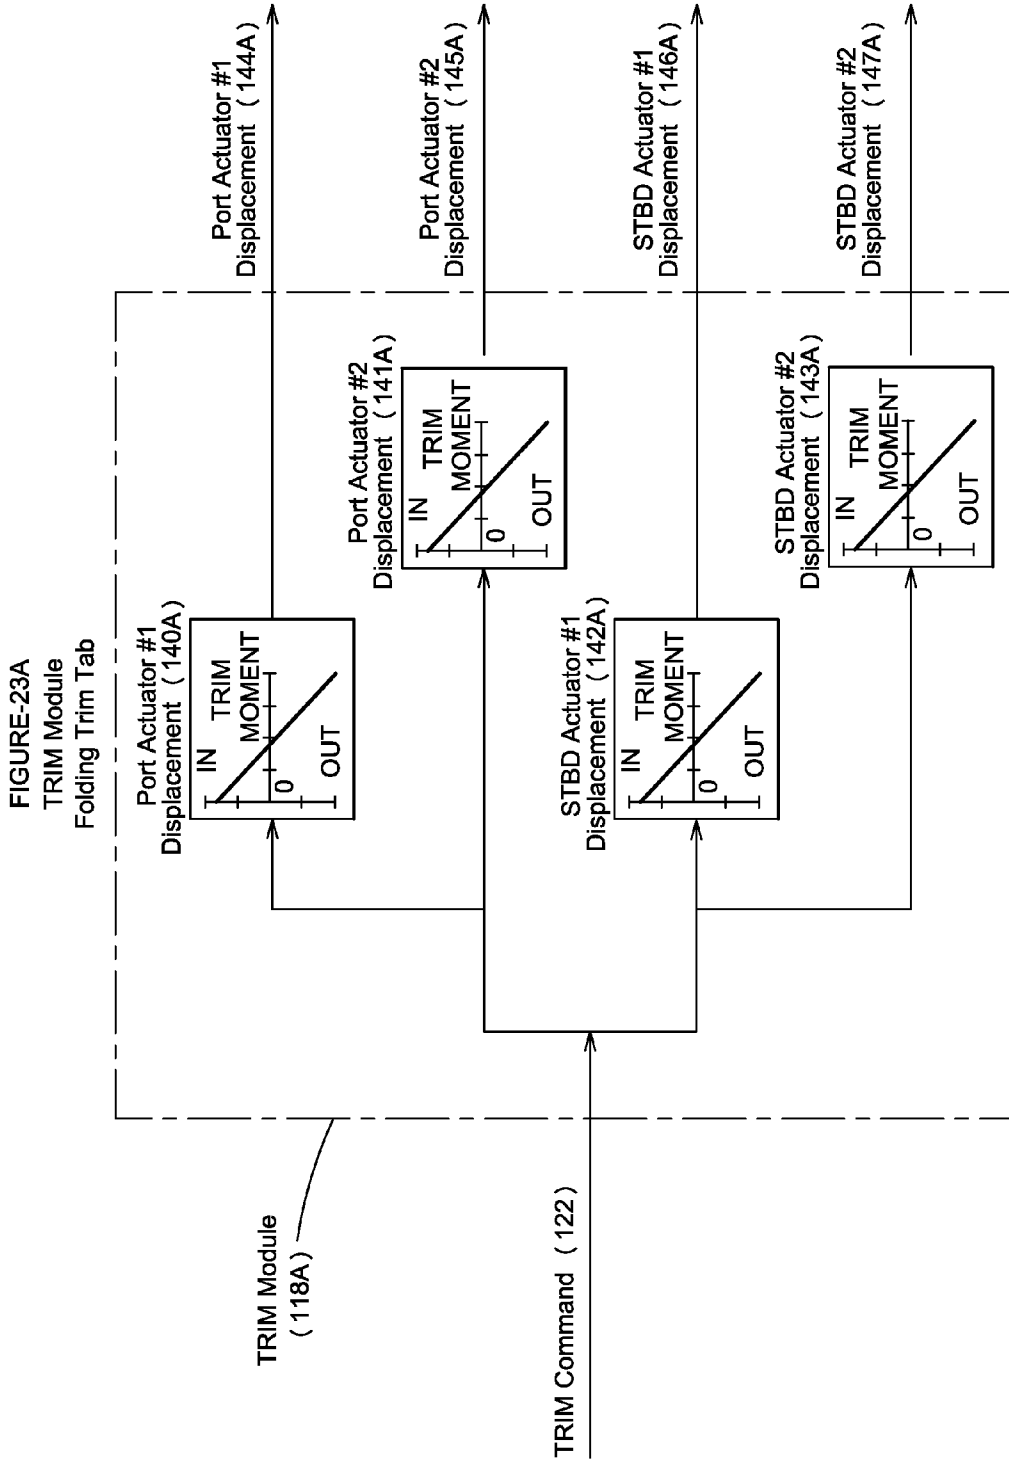 FIGURE-23A
TRIM Module
Folding Trim Tab
TRIM Module
( 118A )
TRIM Command ( 122 )
Port Actuator #1
Displacement ( 140A )
IN
TRIM
MOMENT
0
OUT
Port Actuator #1
Displacement ( 144A )
Port Actuator #2
Displacement ( 141A )
IN
TRIM
MOMENT
0
OUT
Port Actuator #2
Displacement ( 145A )
STBD Actuator #1
Displacement ( 142A )
IN
TRIM
MOMENT
0
OUT
STBD Actuator #1
Displacement ( 146A )
STBD Actuator #2
Displacement ( 143A )
IN
TRIM
MOMENT
0
OUT
STBD Actuator #2
Displacement ( 147A )